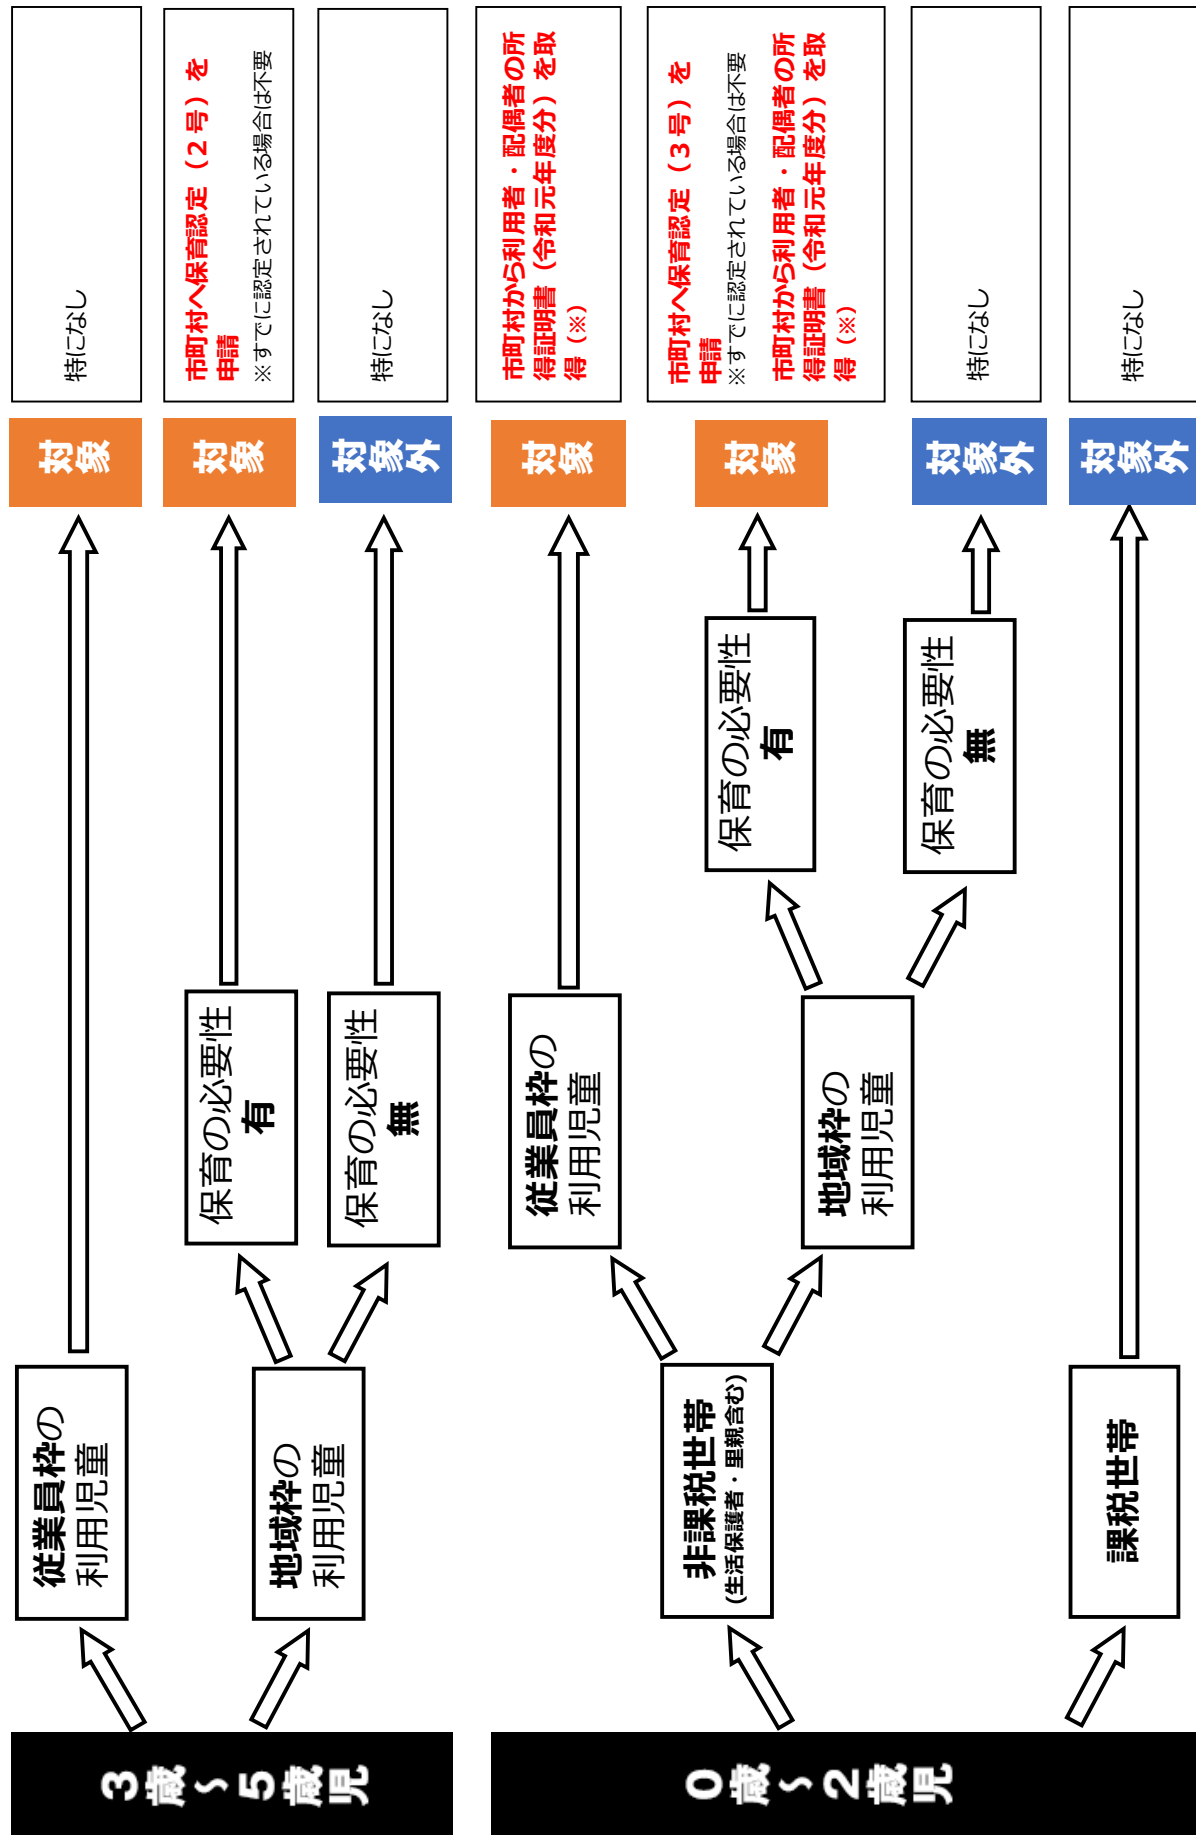 3歳～5歳児
従業員枠の
利用児童
対象
特になし
地域枠の
利用児童
保育の必要性
有
対象
市町村へ保育認定（2号）を
申請
※すでに認定されている場合は不要
保育の必要性
無
対象外
特になし
0歳～2歳児
非課税世帯
(生活保護者・里親含む)
従業員枠の
利用児童
対象
市町村から利用者・配偶者の所
得証明書（令和元年度分）を取
得（※）
地域枠の
利用児童
保育の必要性
有
対象
市町村へ保育認定（3号）を
申請
※すでに認定されている場合は不要
市町村から利用者・配偶者の所
得証明書（令和元年度分）を取
得（※）
保育の必要性
無
対象外
特になし
課税世帯
対象外
特になし